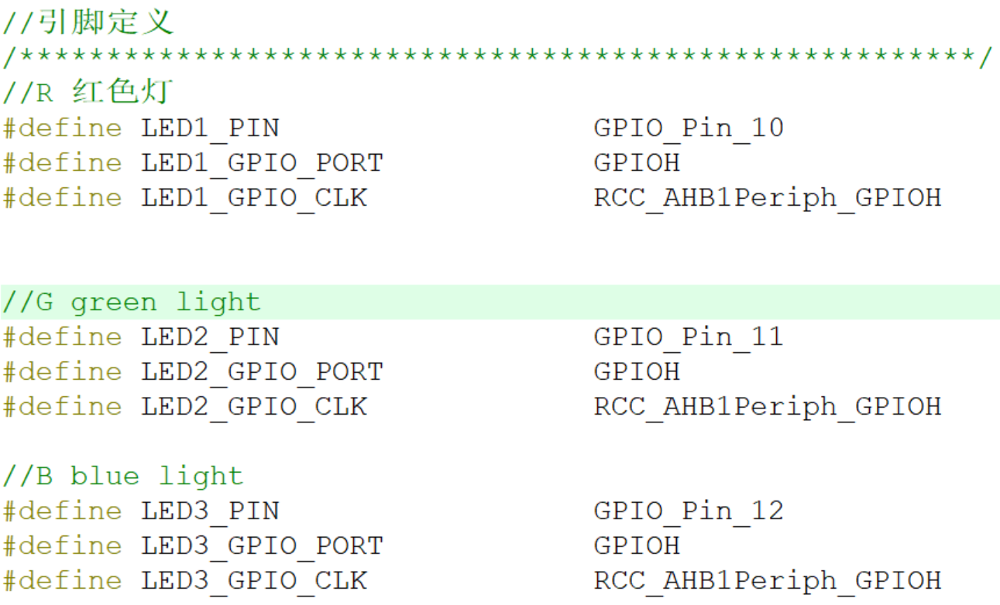 //引脚定义
/*******************************************************/
//R 红色灯
#define LED1_PIN                  GPIO_Pin_10
#define LED1_GPIO_PORT            GPIOH
#define LED1_GPIO_CLK             RCC_AHB1Periph_GPIOH
//G green light
#define LED2_PIN                  GPIO_Pin_11
#define LED2_GPIO_PORT            GPIOH
#define LED2_GPIO_CLK             RCC_AHB1Periph_GPIOH
//B blue light
#define LED3_PIN                  GPIO_Pin_12
#define LED3_GPIO_PORT            GPIOH
#define LED3_GPIO_CLK             RCC_AHB1Periph_GPIOH